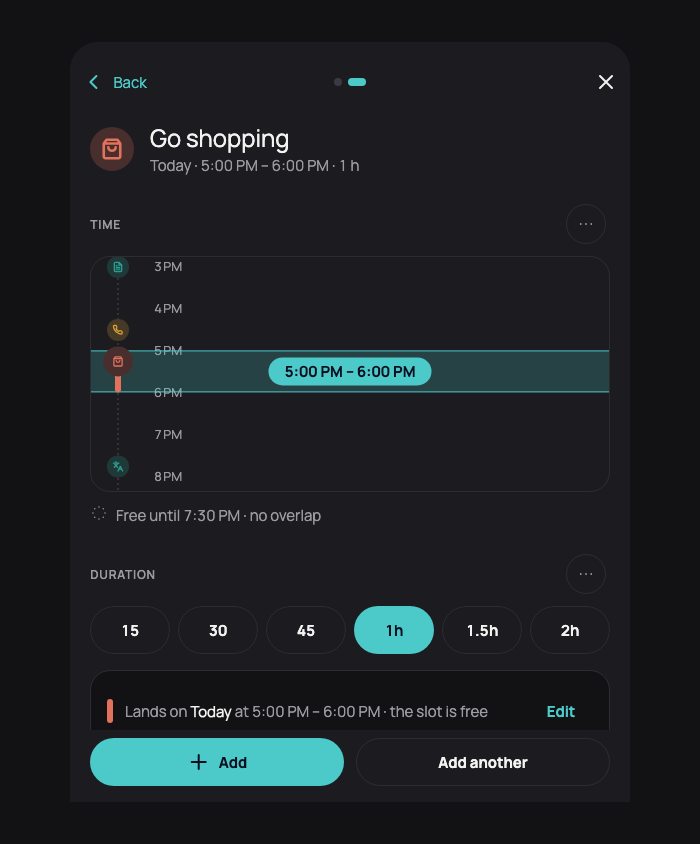 Back
Go shopping
Today · 5:00 PM – 6:00 PM · 1 h
TIME
3 PM
4 PM
5 PM
5:00 PM – 6:00 PM
6 PM
7 PM
8 PM
Free until 7:30 PM · no overlap
DURATION
15 30 45 1h 1.5h 2h
Lands on Today at 5:00 PM – 6:00 PM · the slot is free Edit
Add Add another